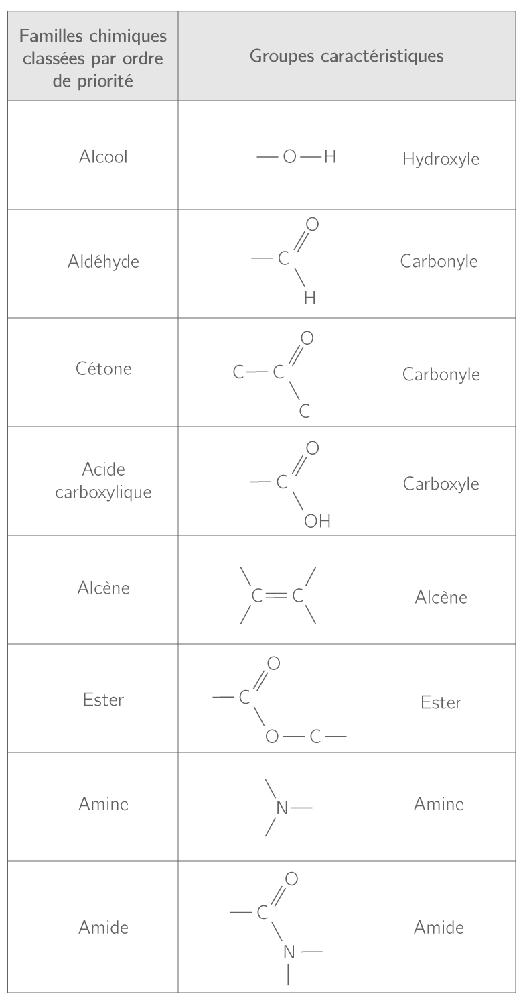 Familles chimiques
classées par ordre
de priorité
Groupes caractéristiques
Alcool
O H
Hydroxyle
Aldéhyde
O
C
H
Carbonyle
Cétone
O
C C
C
Carbonyle
Acide
carboxylique
O
C
OH
Carboxyle
Alcène
C C
Alcène
Ester
O
C
O C
Ester
Amine
N
Amine
Amide
O
C
N
Amide